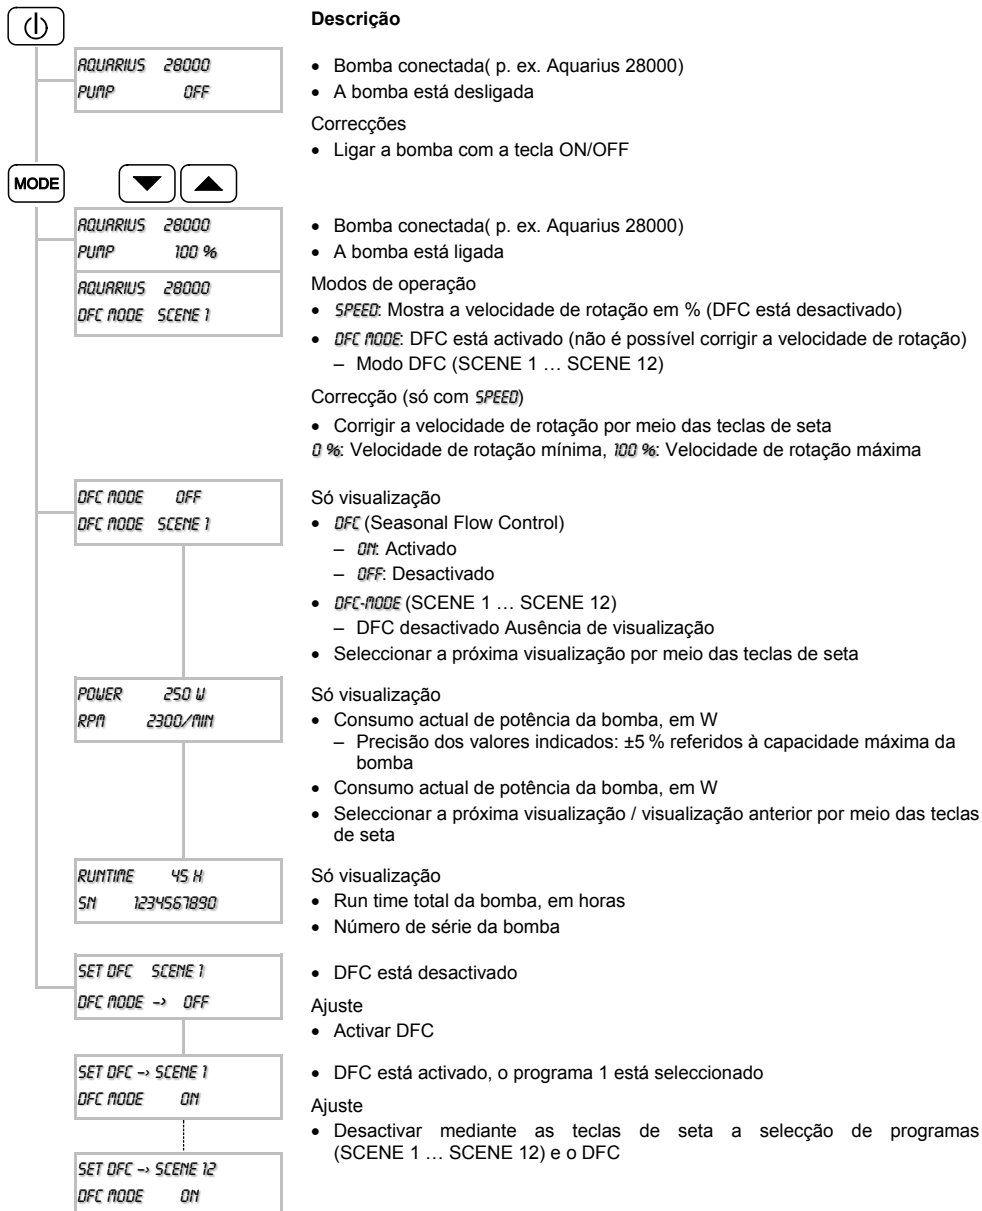 Descrição
AQUARIUS 28000
PUMP OFF
• Bomba conectada( p. ex. Aquarius 28000)
• A bomba está desligada
Correcções
• Ligar a bomba com a tecla ON/OFF
MODE
AQUARIUS 28000
PUMP 100 %
AQUARIUS 28000
DFC MODE SCENE 1
• Bomba conectada( p. ex. Aquarius 28000)
• A bomba está ligada
Modos de operação
• SPEED: Mostra a velocidade de rotação em % (DFC está desactivado)
• DFC MODE: DFC está activado (não é possível corrigir a velocidade de rotação)
– Modo DFC (SCENE 1 … SCENE 12)
Correcção (só com SPEED)
• Corrigir a velocidade de rotação por meio das teclas de seta
0 %: Velocidade de rotação mínima, 100 %: Velocidade de rotação máxima
DFC MODE OFF
DFC MODE SCENE 1
Só visualização
• DFC (Seasonal Flow Control)
– ON: Activado
– OFF: Desactivado
• DFC-MODE (SCENE 1 … SCENE 12)
– DFC desactivado Ausência de visualização
• Seleccionar a próxima visualização por meio das teclas de seta
POWER 250 W
RPM 2300/MIN
Só visualização
• Consumo actual de potência da bomba, em W
– Precisão dos valores indicados: ±5 % referidos à capacidade máxima da
bomba
• Consumo actual de potência da bomba, em W
• Seleccionar a próxima visualização / visualização anterior por meio das teclas
de seta
RUNTIME 45 H
SN 1234567890
Só visualização
• Run time total da bomba, em horas
• Número de série da bomba
SET DFC SCENE 1
DFC MODE -> OFF
• DFC está desactivado
Ajuste
• Activar DFC
SET DFC -> SCENE 1
DFC MODE ON
• DFC está activado, o programa 1 está seleccionado
Ajuste
• Desactivar mediante as teclas de seta a selecção de programas
(SCENE 1 … SCENE 12) e o DFC
SET DFC -> SCENE 12
DFC MODE ON